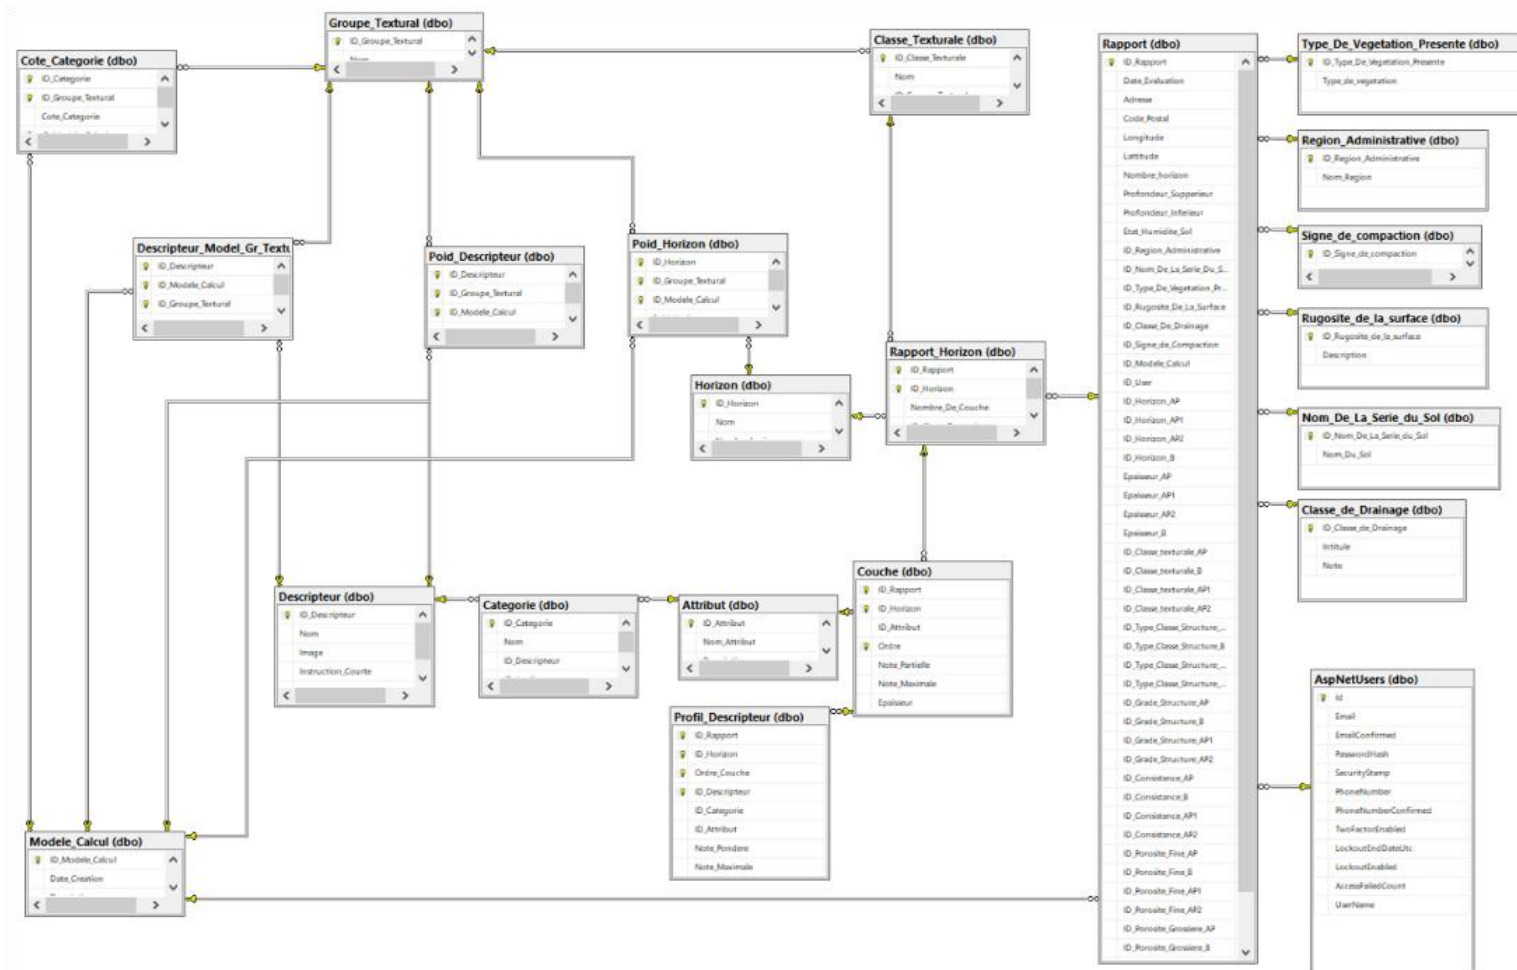 Groupe_Textural (dbo)
ID_Groupe_Textural
Cote_Categorie (dbo)
ID_Categorie
ID_Groupe_Textural
Cote_Categorie
Classe_Texturale (dbo)
ID_Classe_Texturale
Nom
Descripteur_Model_Gr_Textu
ID_Descripteur
ID_Modele_Calcul
ID_Groupe_Textural
Poid_Descripteur (dbo)
ID_Descripteur
ID_Groupe_Textural
ID_Modele_Calcul
Poid_Horizon (dbo)
ID_Horizon
ID_Groupe_Textural
ID_Modele_Calcul
Horizon (dbo)
ID_Horizon
Nom
Rapport_Horizon (dbo)
ID_Rapport
ID_Horizon
Nombre_De_Couche
Descripteur (dbo)
ID_Descripteur
Nom
Image
Instruction_Courte
Categorie (dbo)
ID_Categorie
Nom
ID_Descripteur
Attribut (dbo)
ID_Attribut
Nom_Attribut
Couche (dbo)
ID_Rapport
ID_Horizon
ID_Attribut
Ordre
Note_Partielle
Note_Maximale
Epaisseur
Profil_Descripteur (dbo)
ID_Rapport
ID_Horizon
Ordre_Couche
ID_Descripteur
ID_Categorie
ID_Attribut
Note_Pondere
Note_Maximale
Modele_Calcul (dbo)
ID_Modele_Calcul
Date_Creation
Rapport (dbo)
ID_Rapport
Date_Evaluation
Adresse
Code_Postal
Longitude
Lattitude
Nombre_horizon
Profondeur_Supperieur
Profondeur_Inferieur
Etat_Humidite_Sol
ID_Region_Administrative
ID_Nom_De_La_Serie_Du_S...
ID_Type_De_Vegetation_Pr...
ID_Rugosite_De_La_Surface
ID_Classe_De_Drainage
ID_Signe_de_Compaction
ID_Modele_Calcul
ID_User
ID_Horizon_AP
ID_Horizon_AP1
ID_Horizon_AP2
ID_Horizon_B
Epaisseur_AP
Epaisseur_AP1
Epaisseur_AP2
Epaisseur_B
ID_Classe_texturale_AP
ID_Classe_texturale_B
ID_Classe_texturale_AP1
ID_Classe_texturale_AP2
ID_Type_Classe_Structure_...
ID_Type_Classe_Structure_B
ID_Type_Classe_Structure_...
ID_Type_Classe_Structure_...
ID_Grade_Structure_AP
ID_Grade_Structure_B
ID_Grade_Structure_AP1
ID_Grade_Structure_AP2
ID_Consistance_AP
ID_Consistance_B
ID_Consistance_AP1
ID_Consistance_AP2
ID_Porosite_Fine_AP
ID_Porosite_Fine_B
ID_Porosite_Fine_AP1
ID_Porosite_Fine_AP2
ID_Porosite_Grossiere_AP
ID_Porosite_Grossiere_B
Type_De_Vegetation_Presente (dbo)
ID_Type_De_Vegetation_Presente
Type_de_vegetation
Region_Administrative (dbo)
ID_Region_Administrative
Nom_Region
Signe_de_compaction (dbo)
ID_Signe_de_compaction
Rugosite_de_la_surface (dbo)
ID_Rugosite_de_la_surface
Description
Nom_De_La_Serie_du_Sol (dbo)
ID_Nom_De_La_Serie_du_Sol
Nom_Du_Sol
Classe_de_Drainage (dbo)
ID_Classe_de_Drainage
Intitule
Note
AspNetUsers (dbo)
Id
Email
EmailConfirmed
PasswordHash
SecurityStamp
PhoneNumber
PhoneNumberConfirmed
TwoFactorEnabled
LockoutEndDateUtc
LockoutEnabled
AccessFailedCount
UserName